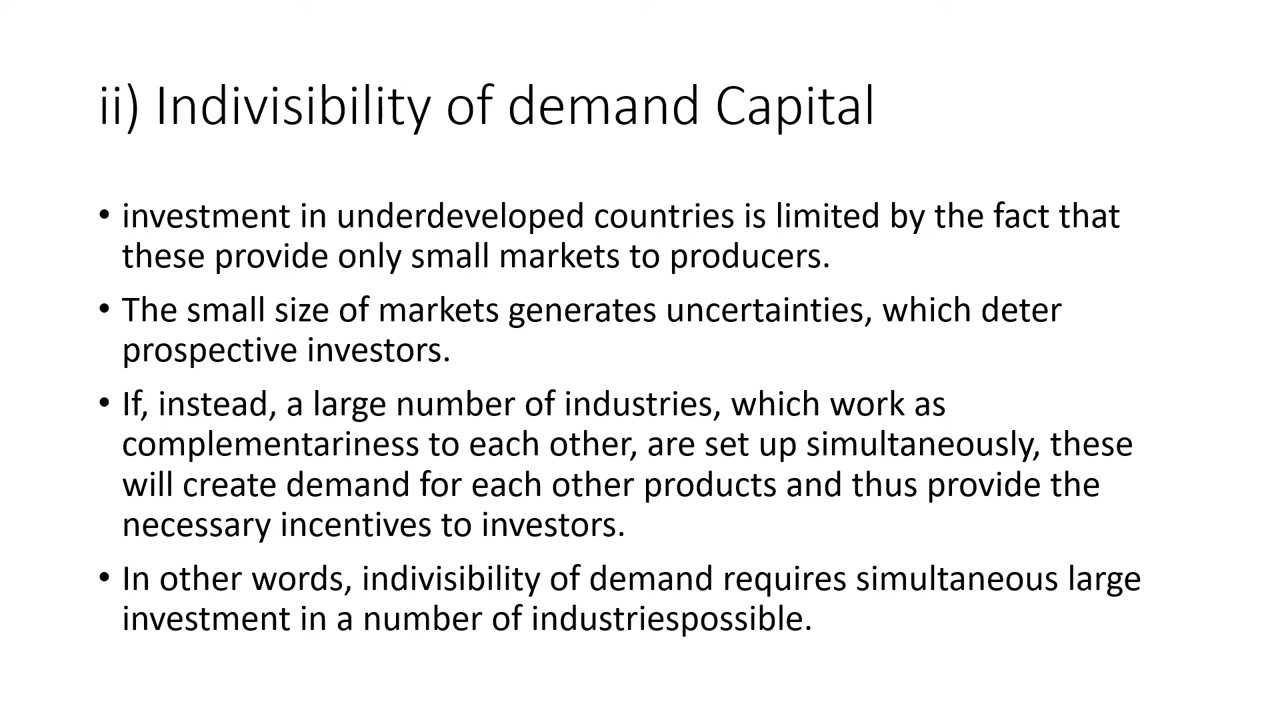 ii) Indivisibility of demand Capital
• investment in underdeveloped countries is limited by the fact that
these provide only small markets to producers.
• The small size of markets generates uncertainties, which deter
prospective investors.
• If, instead, a large number of industries, which work as
complementariness to each other, are set up simultaneously, these
will create demand for each other products and thus provide the
necessary incentives to investors.
• In other words, indivisibility of demand requires simultaneous large
investment in a number of industriespossible.